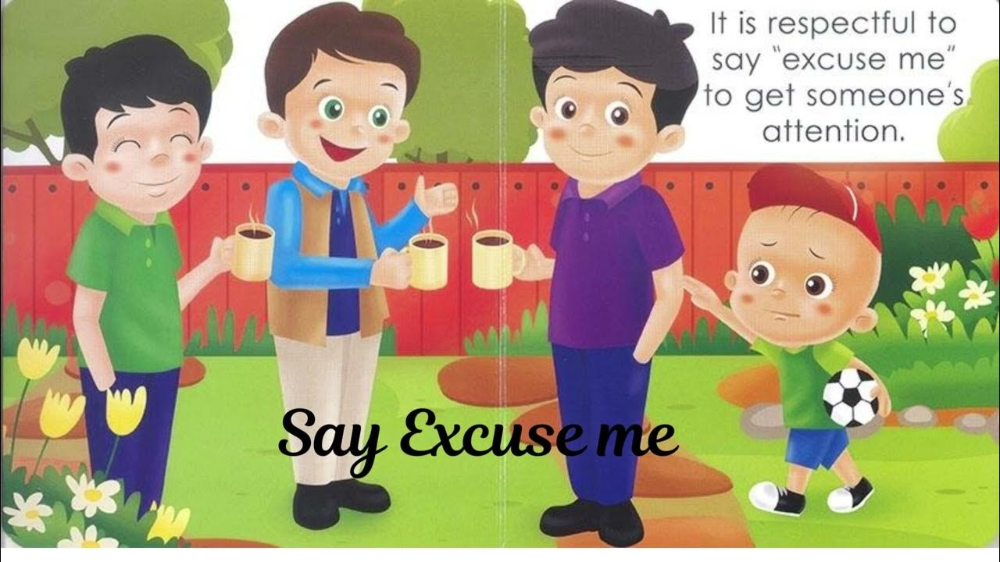 It is respectful to
say "excuse me"
to get someone's
attention.
Say Excuse me